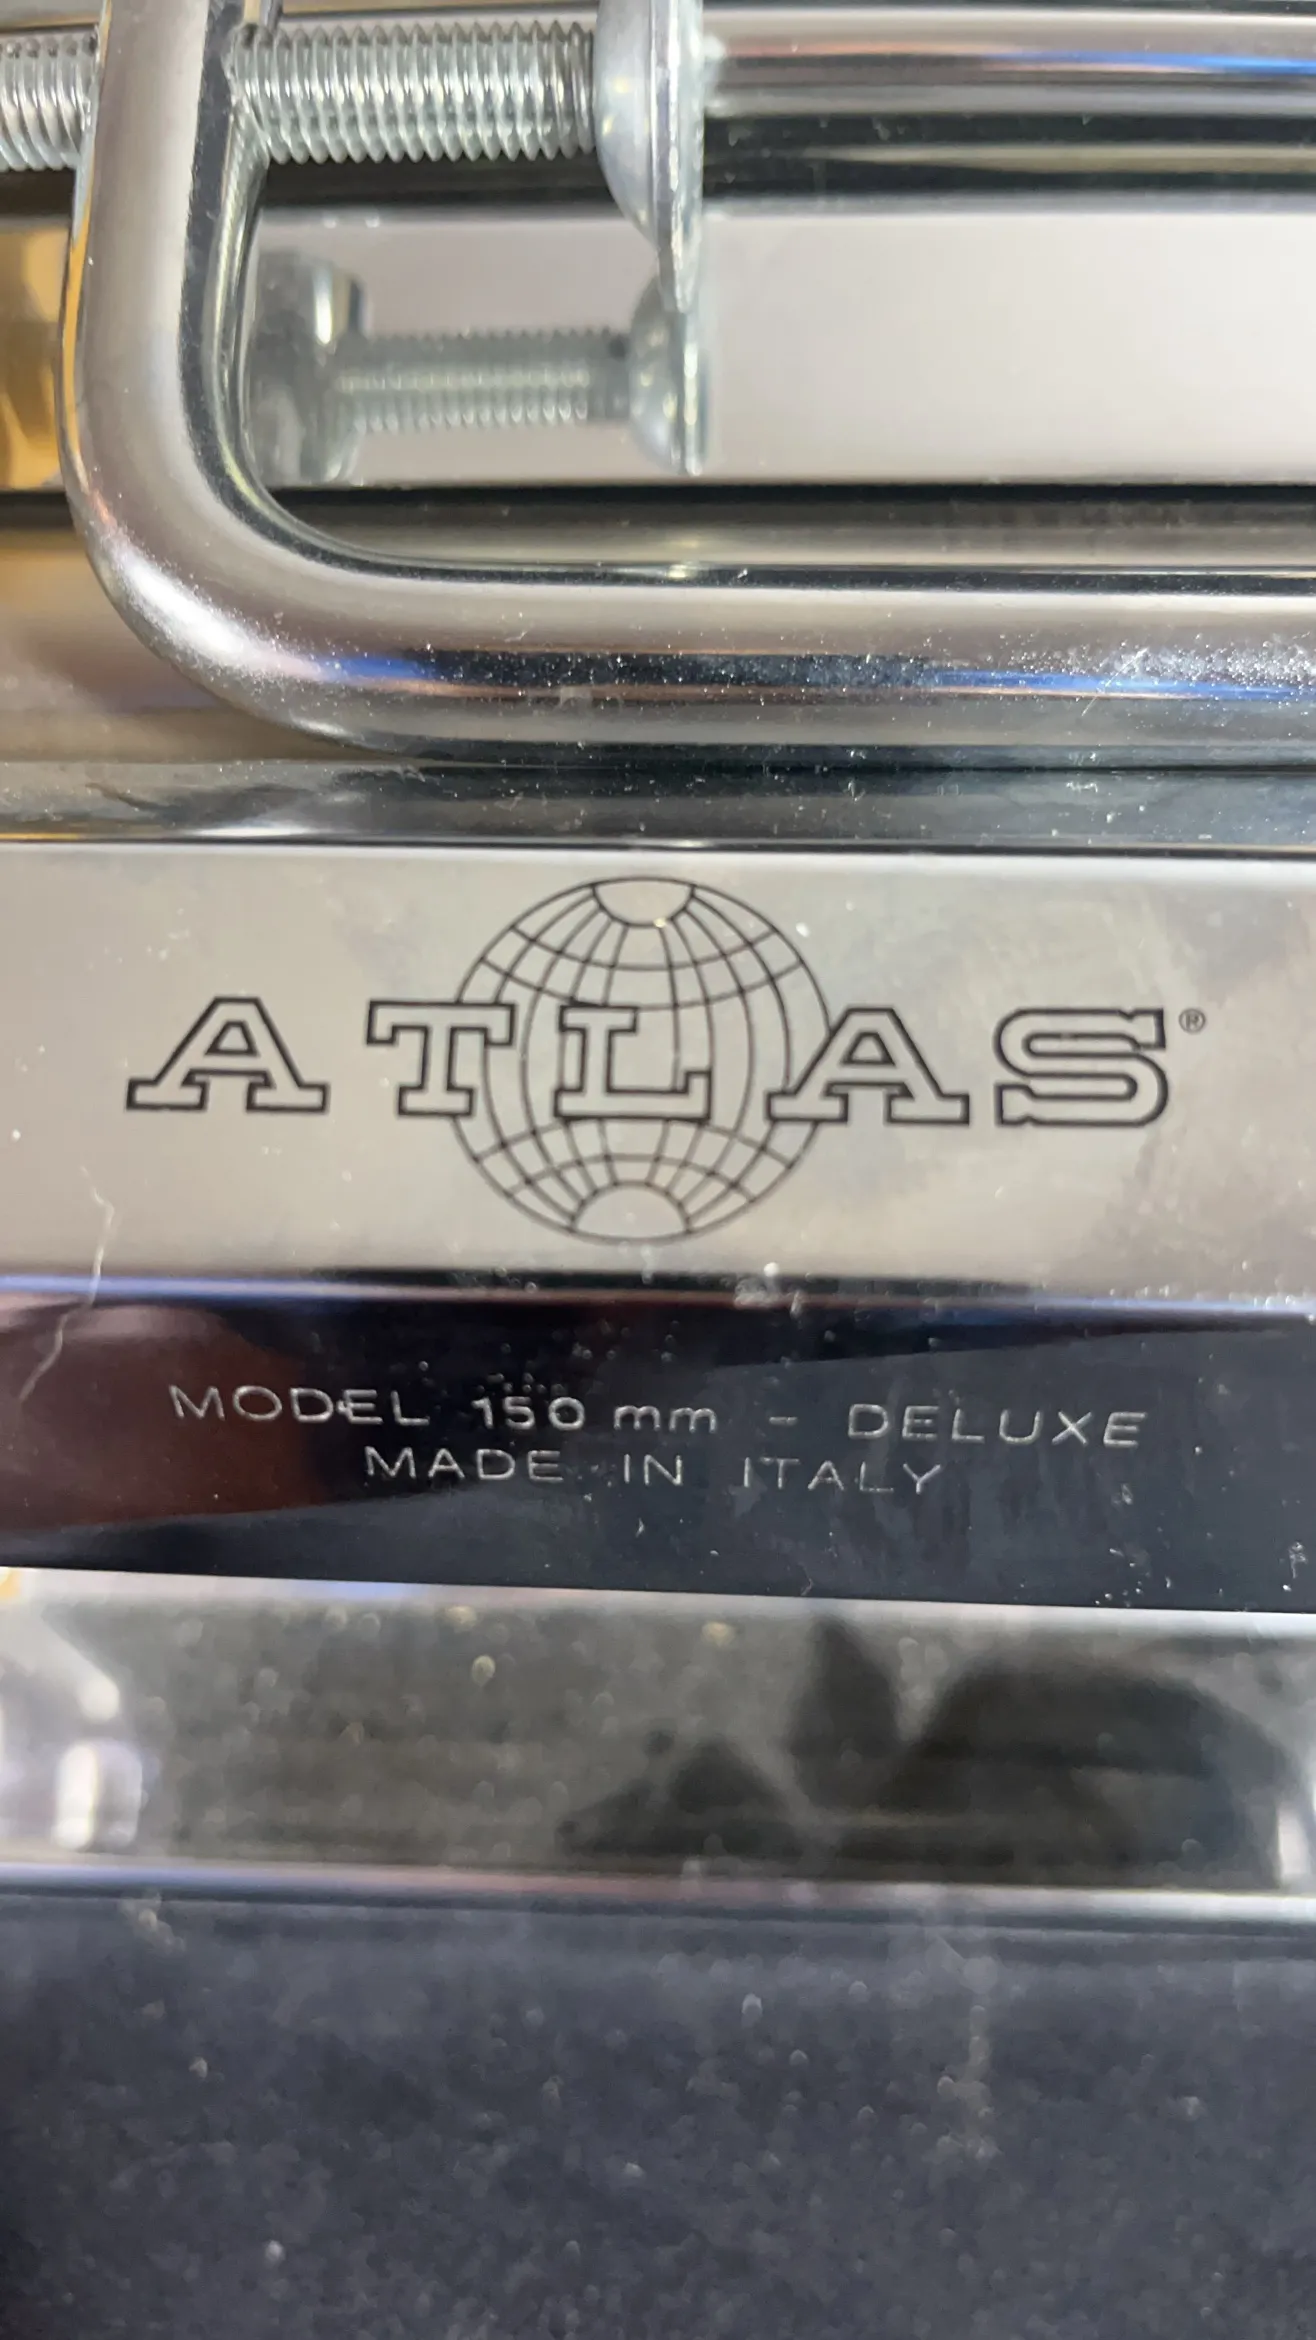 ATLAS®
MODEL 150 mm - DELUXE
MADE IN ITALY